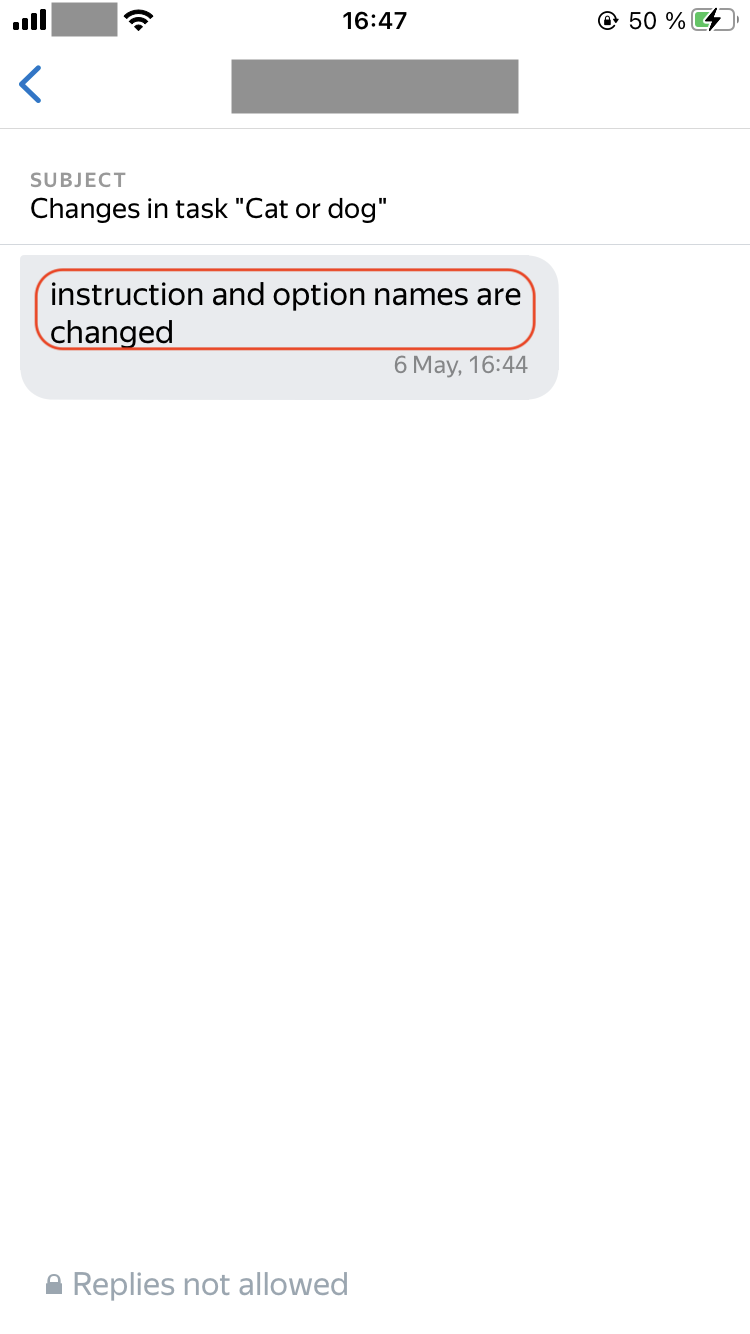 16:47
50 %
SUBJECT
Changes in task "Cat or dog"
instruction and option names are
changed
6 May, 16:44
Replies not allowed